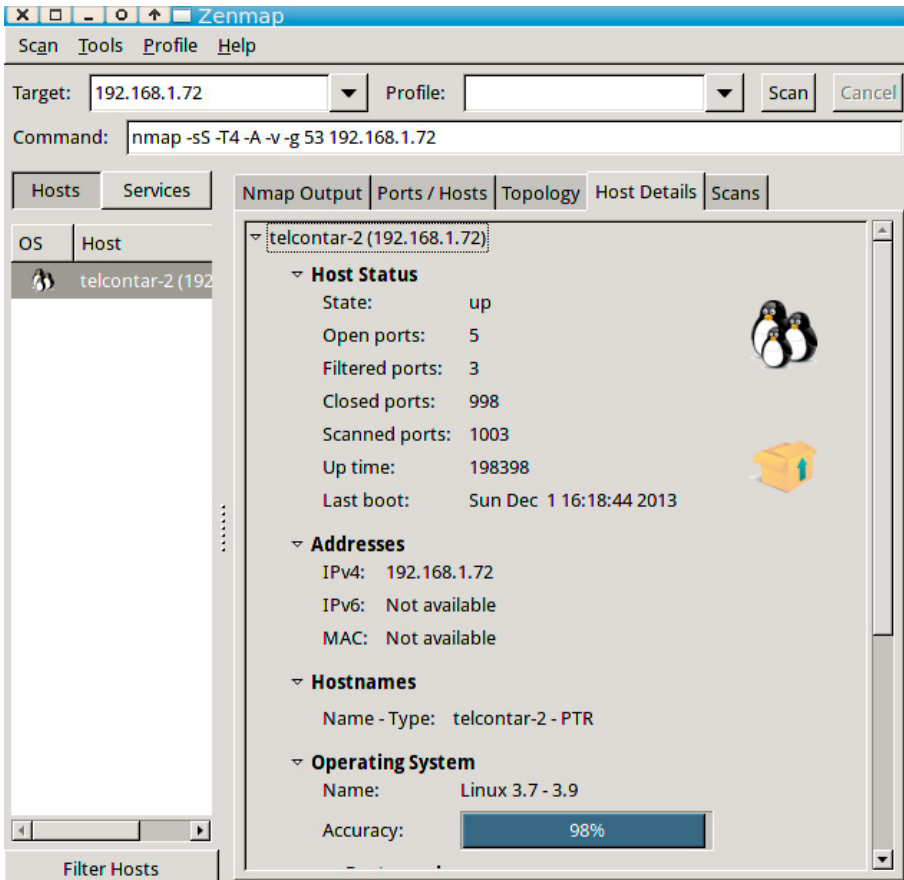 Zenmap
Scan Tools Profile Help
Target: 192.168.1.72 Profile: Scan Cancel
Command: nmap -sS -T4 -A -v -g 53 192.168.1.72
Hosts Services
Nmap Output Ports / Hosts Topology Host Details Scans
OS Host
telcontar-2 (192
telcontar-2 (192.168.1.72)
Host Status
State: up
Open ports: 5
Filtered ports: 3
Closed ports: 998
Scanned ports: 1003
Up time: 198398
Last boot: Sun Dec 1 16:18:44 2013
Addresses
IPv4: 192.168.1.72
IPv6: Not available
MAC: Not available
Hostnames
Name - Type: telcontar-2 - PTR
Operating System
Name: Linux 3.7 - 3.9
Accuracy: 98%
Filter Hosts